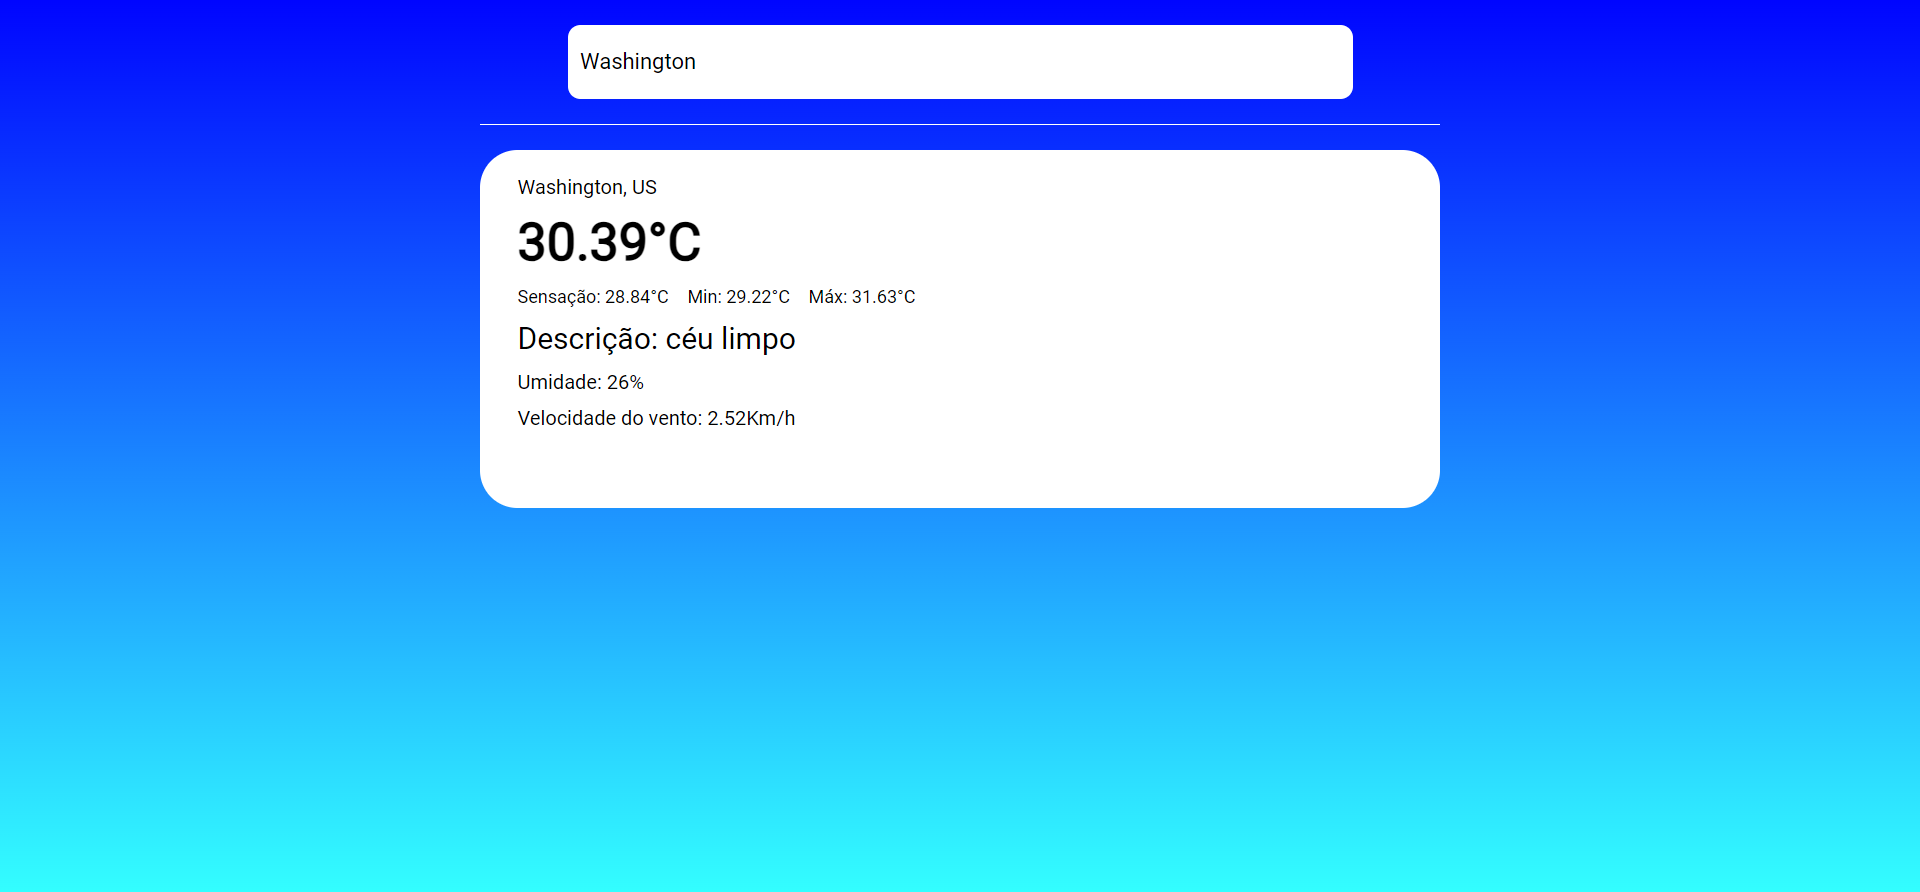 Washington
Washington, US
30.39°C
Sensação: 28.84°C Min: 29.22°C Máx: 31.63°C
Descrição: céu limpo
Umidade: 26%
Velocidade do vento: 2.52Km/h